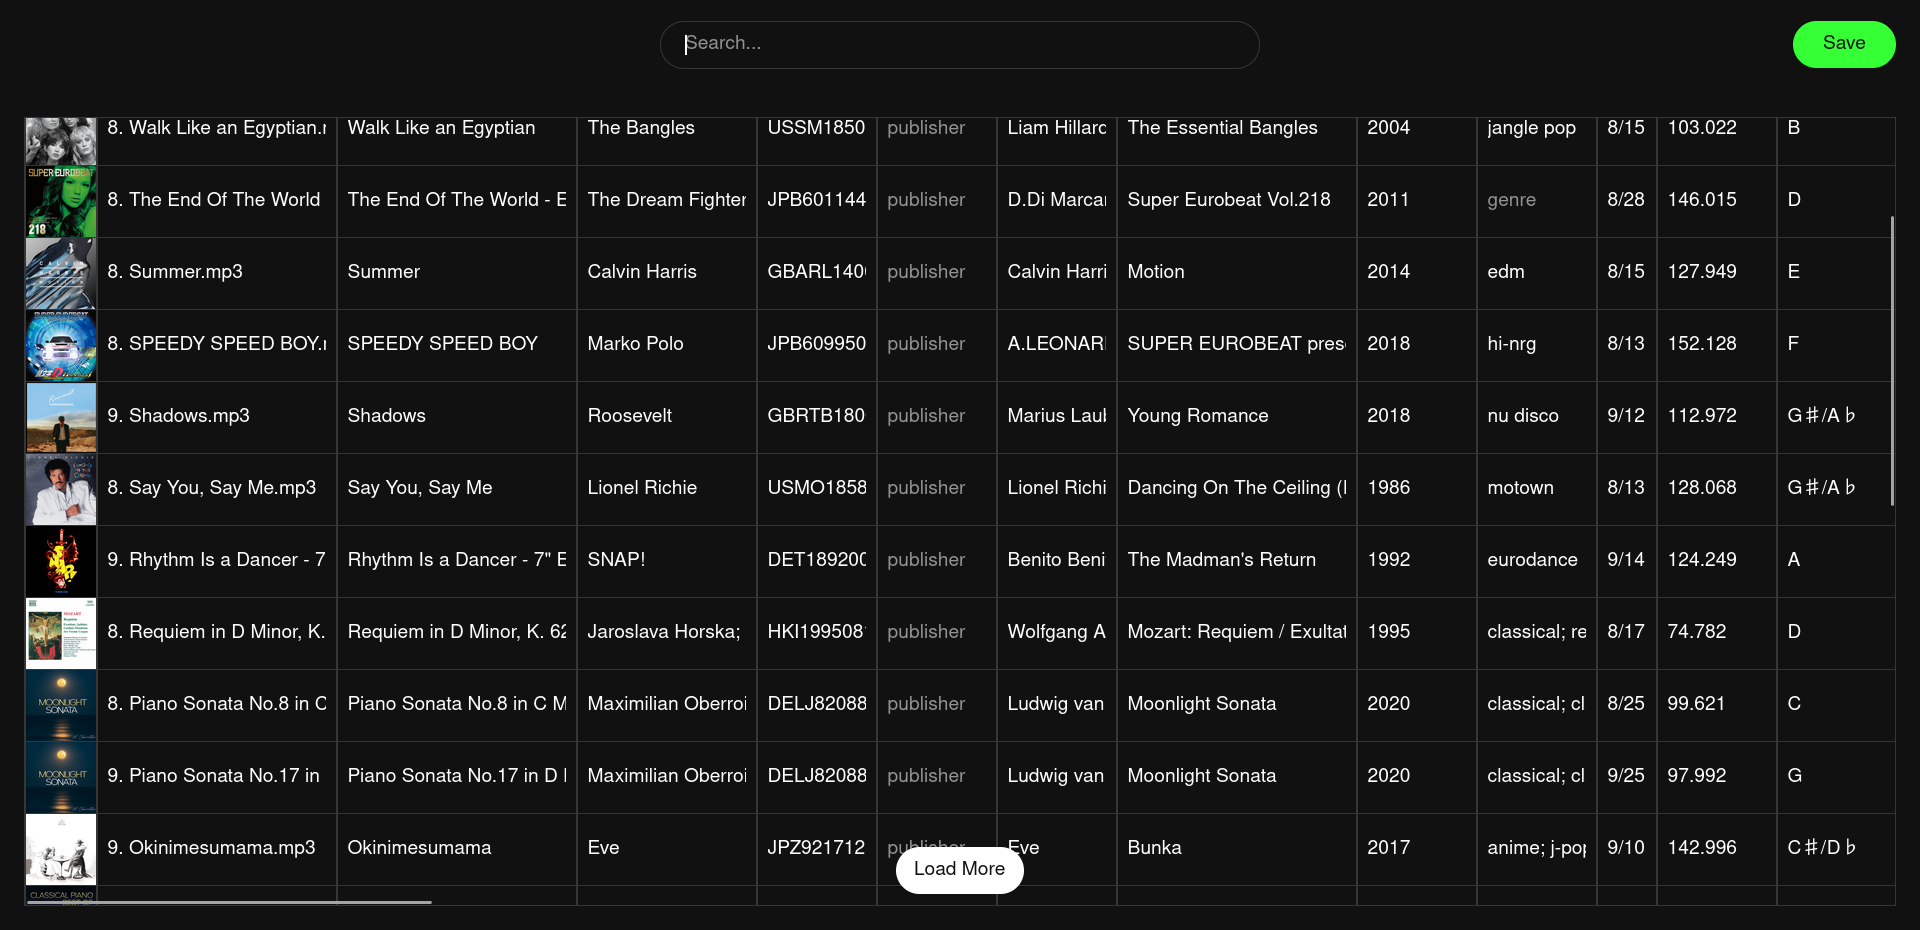 Search...
Save
8. Walk Like an Egyptian.r Walk Like an Egyptian The Bangles USSM1850 publisher Liam Hillarc The Essential Bangles 2004 jangle pop 8/15 103.022 B
SUPER EUROBEAT
218
8. The End Of The World The End Of The World - E The Dream Fighter JPB601144 publisher D.Di Marcar Super Eurobeat Vol.218 2011 genre 8/28 146.015 D
8. Summer.mp3 Summer Calvin Harris GBARL140 publisher Calvin Harri Motion 2014 edm 8/15 127.949 E
8. SPEEDY SPEED BOY.r SPEEDY SPEED BOY Marko Polo JPB609950 publisher A.LEONAR SUPER EUROBEAT pres 2018 hi-nrg 8/13 152.128 F
9. Shadows.mp3 Shadows Roosevelt GBRTB180 publisher Marius Laul Young Romance 2018 nu disco 9/12 112.972 G♯/A♭
8. Say You, Say Me.mp3 Say You, Say Me Lionel Richie USMO1858 publisher Lionel Richi Dancing On The Ceiling ( 1986 motown 8/13 128.068 G♯/A♭
9. Rhythm Is a Dancer - 7 Rhythm Is a Dancer - 7" E SNAP! DET189200 publisher Benito Beni The Madman's Return 1992 eurodance 9/14 124.249 A
8. Requiem in D Minor, K. Requiem in D Minor, K. 62 Jaroslava Horska; HKI199508 publisher Wolfgang A Mozart: Requiem / Exultat 1995 classical; re 8/17 74.782 D
MOONLIGHT
SONATA
8. Piano Sonata No.8 in C Piano Sonata No.8 in C M Maximilian Oberroi DELJ82088 publisher Ludwig van Moonlight Sonata 2020 classical; cl 8/25 99.621 C
MOONLIGHT
SONATA
9. Piano Sonata No.17 in Piano Sonata No.17 in D Maximilian Oberroi DELJ82088 publisher Ludwig van Moonlight Sonata 2020 classical; cl 9/25 97.992 G
9. Okinimesumama.mp3 Okinimesumama Eve JPZ921712 publisher Eve Bunka 2017 anime; j-pop 9/10 142.996 C♯/D♭
Load More
CLASSICAL PIANO